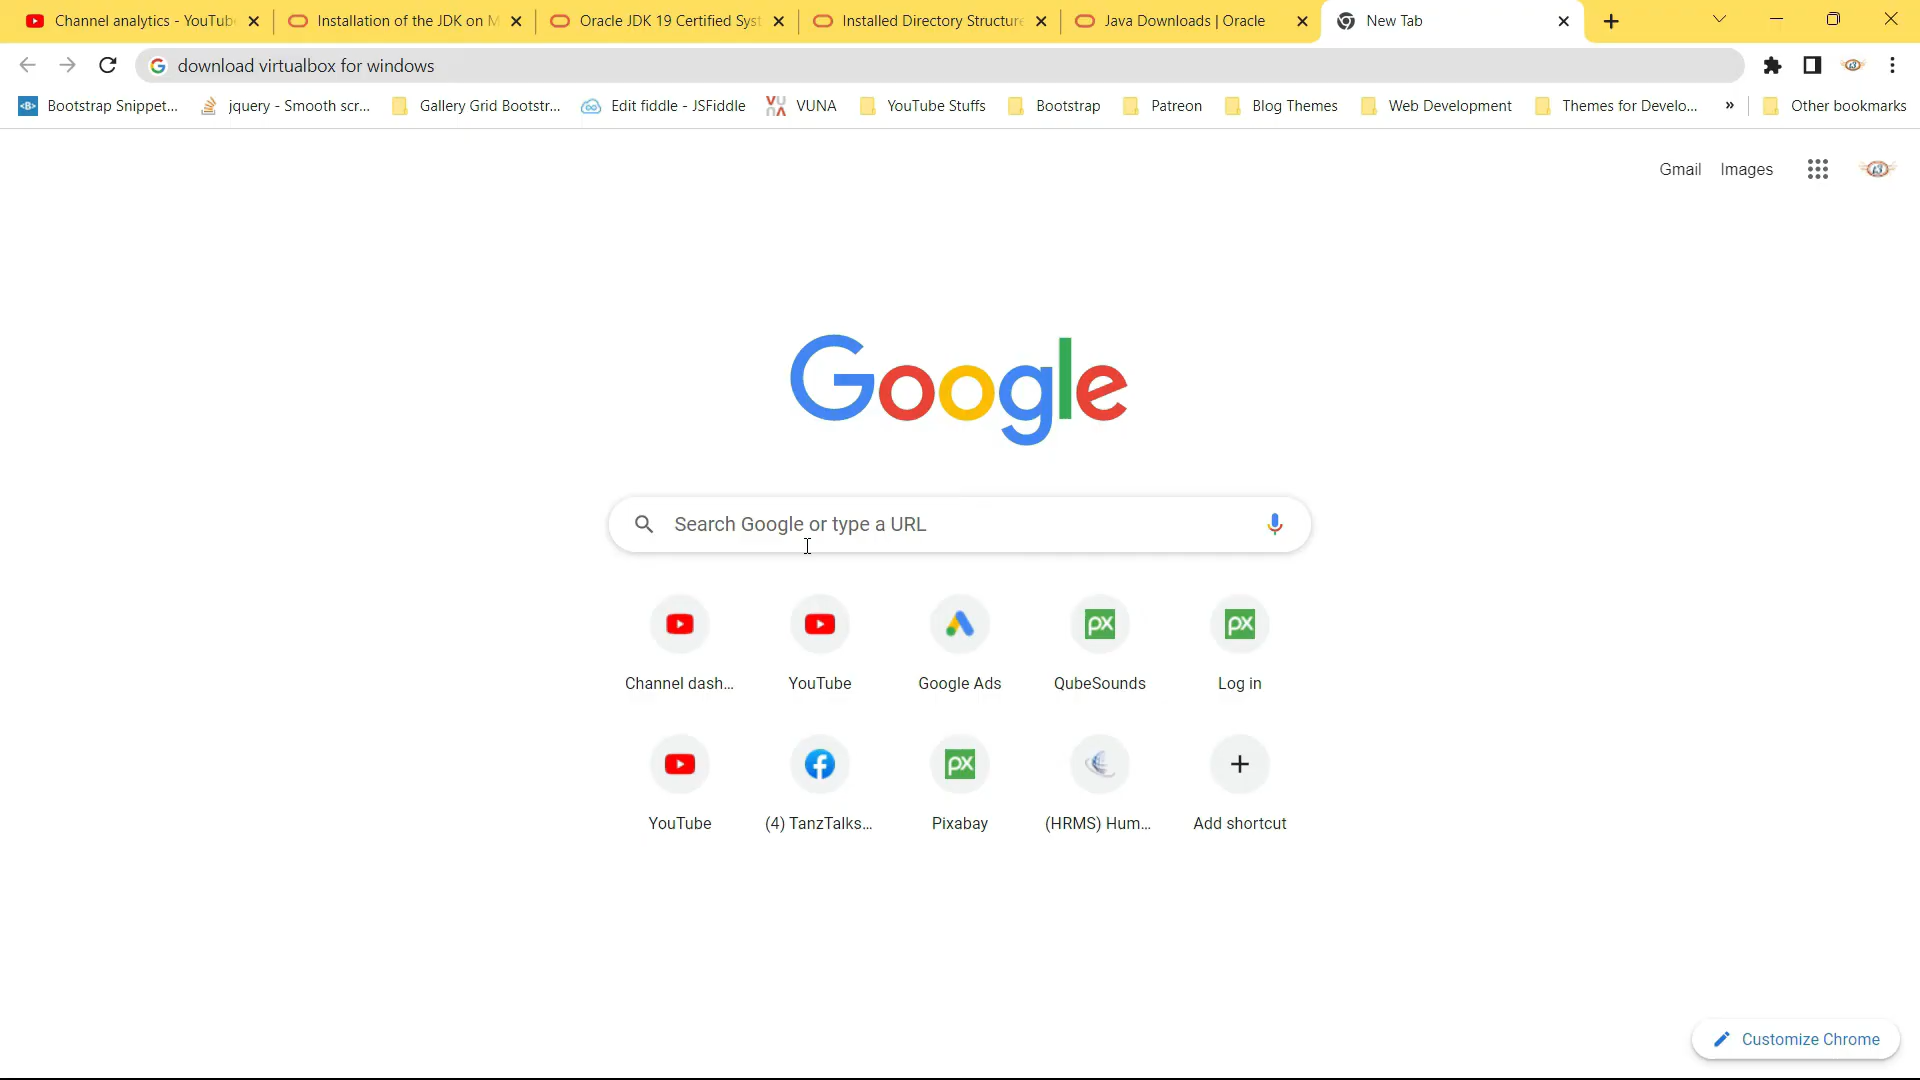 Channel analytics - YouTub
Installation of the JDK on M
Oracle JDK 19 Certified Syst
Installed Directory Structure
Java Downloads | Oracle
New Tab
download virtualbox for windows
Bootstrap Snippet...
jquery - Smooth scr...
Gallery Grid Bootstr...
Edit fiddle - JSFiddle
VUNA
YouTube Stuffs
Bootstrap
Patreon
Blog Themes
Web Development
Themes for Develo...
»
Other bookmarks
Gmail
Images
Google
Search Google or type a URL
Channel dash...
YouTube
Google Ads
QubeSounds
Log in
YouTube
(4) TanzTalks...
Pixabay
(HRMS) Hum...
Add shortcut
Customize Chrome